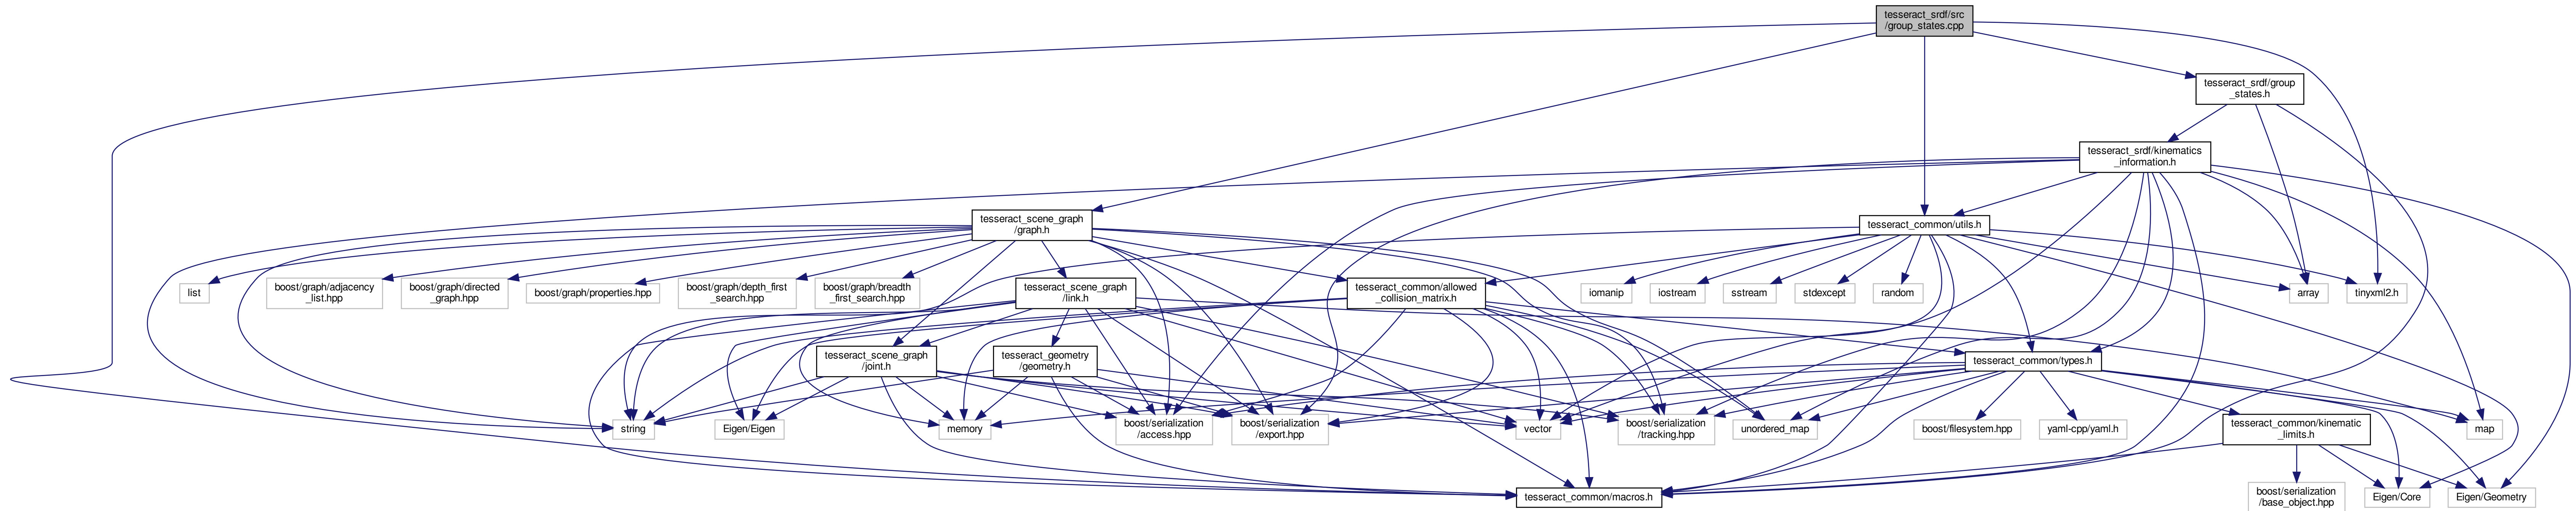 tesseract_srdf/src
/group_states.cpp
tesseract_srdf/group
_states.h
tesseract_srdf/kinematics
_information.h
tesseract_scene_graph
/graph.h
tesseract_common/utils.h
list
boost/graph/adjacency
_list.hpp
boost/graph/directed
_graph.hpp
boost/graph/properties.hpp
boost/graph/depth_first
_search.hpp
boost/graph/breadth
_first_search.hpp
tesseract_scene_graph
/link.h
tesseract_common/allowed
_collision_matrix.h
iomanip
iostream
sstream
stdexcept
random
array
tinyxml2.h
tesseract_scene_graph
/joint.h
tesseract_geometry
/geometry.h
tesseract_common/types.h
string
Eigen/Eigen
memory
boost/serialization
/access.hpp
boost/serialization
/export.hpp
vector
boost/serialization
/tracking.hpp
unordered_map
boost/filesystem.hpp
yaml-cpp/yaml.h
tesseract_common/kinematic
_limits.h
map
tesseract_common/macros.h
boost/serialization
/base_object.hpp
Eigen/Core
Eigen/Geometry